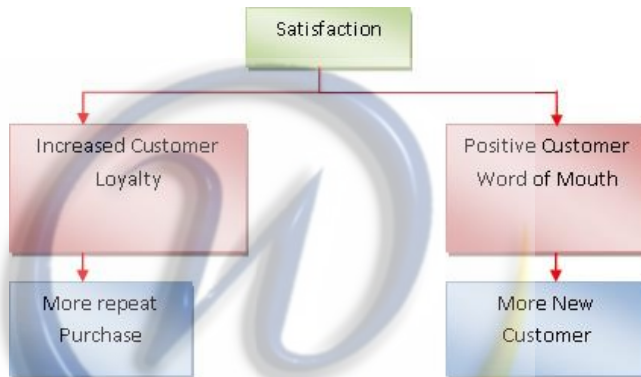 Satisfaction
Increased Customer
Loyalty
Positive Customer
Word of Mouth
More repeat
Purchase
More New
Customer